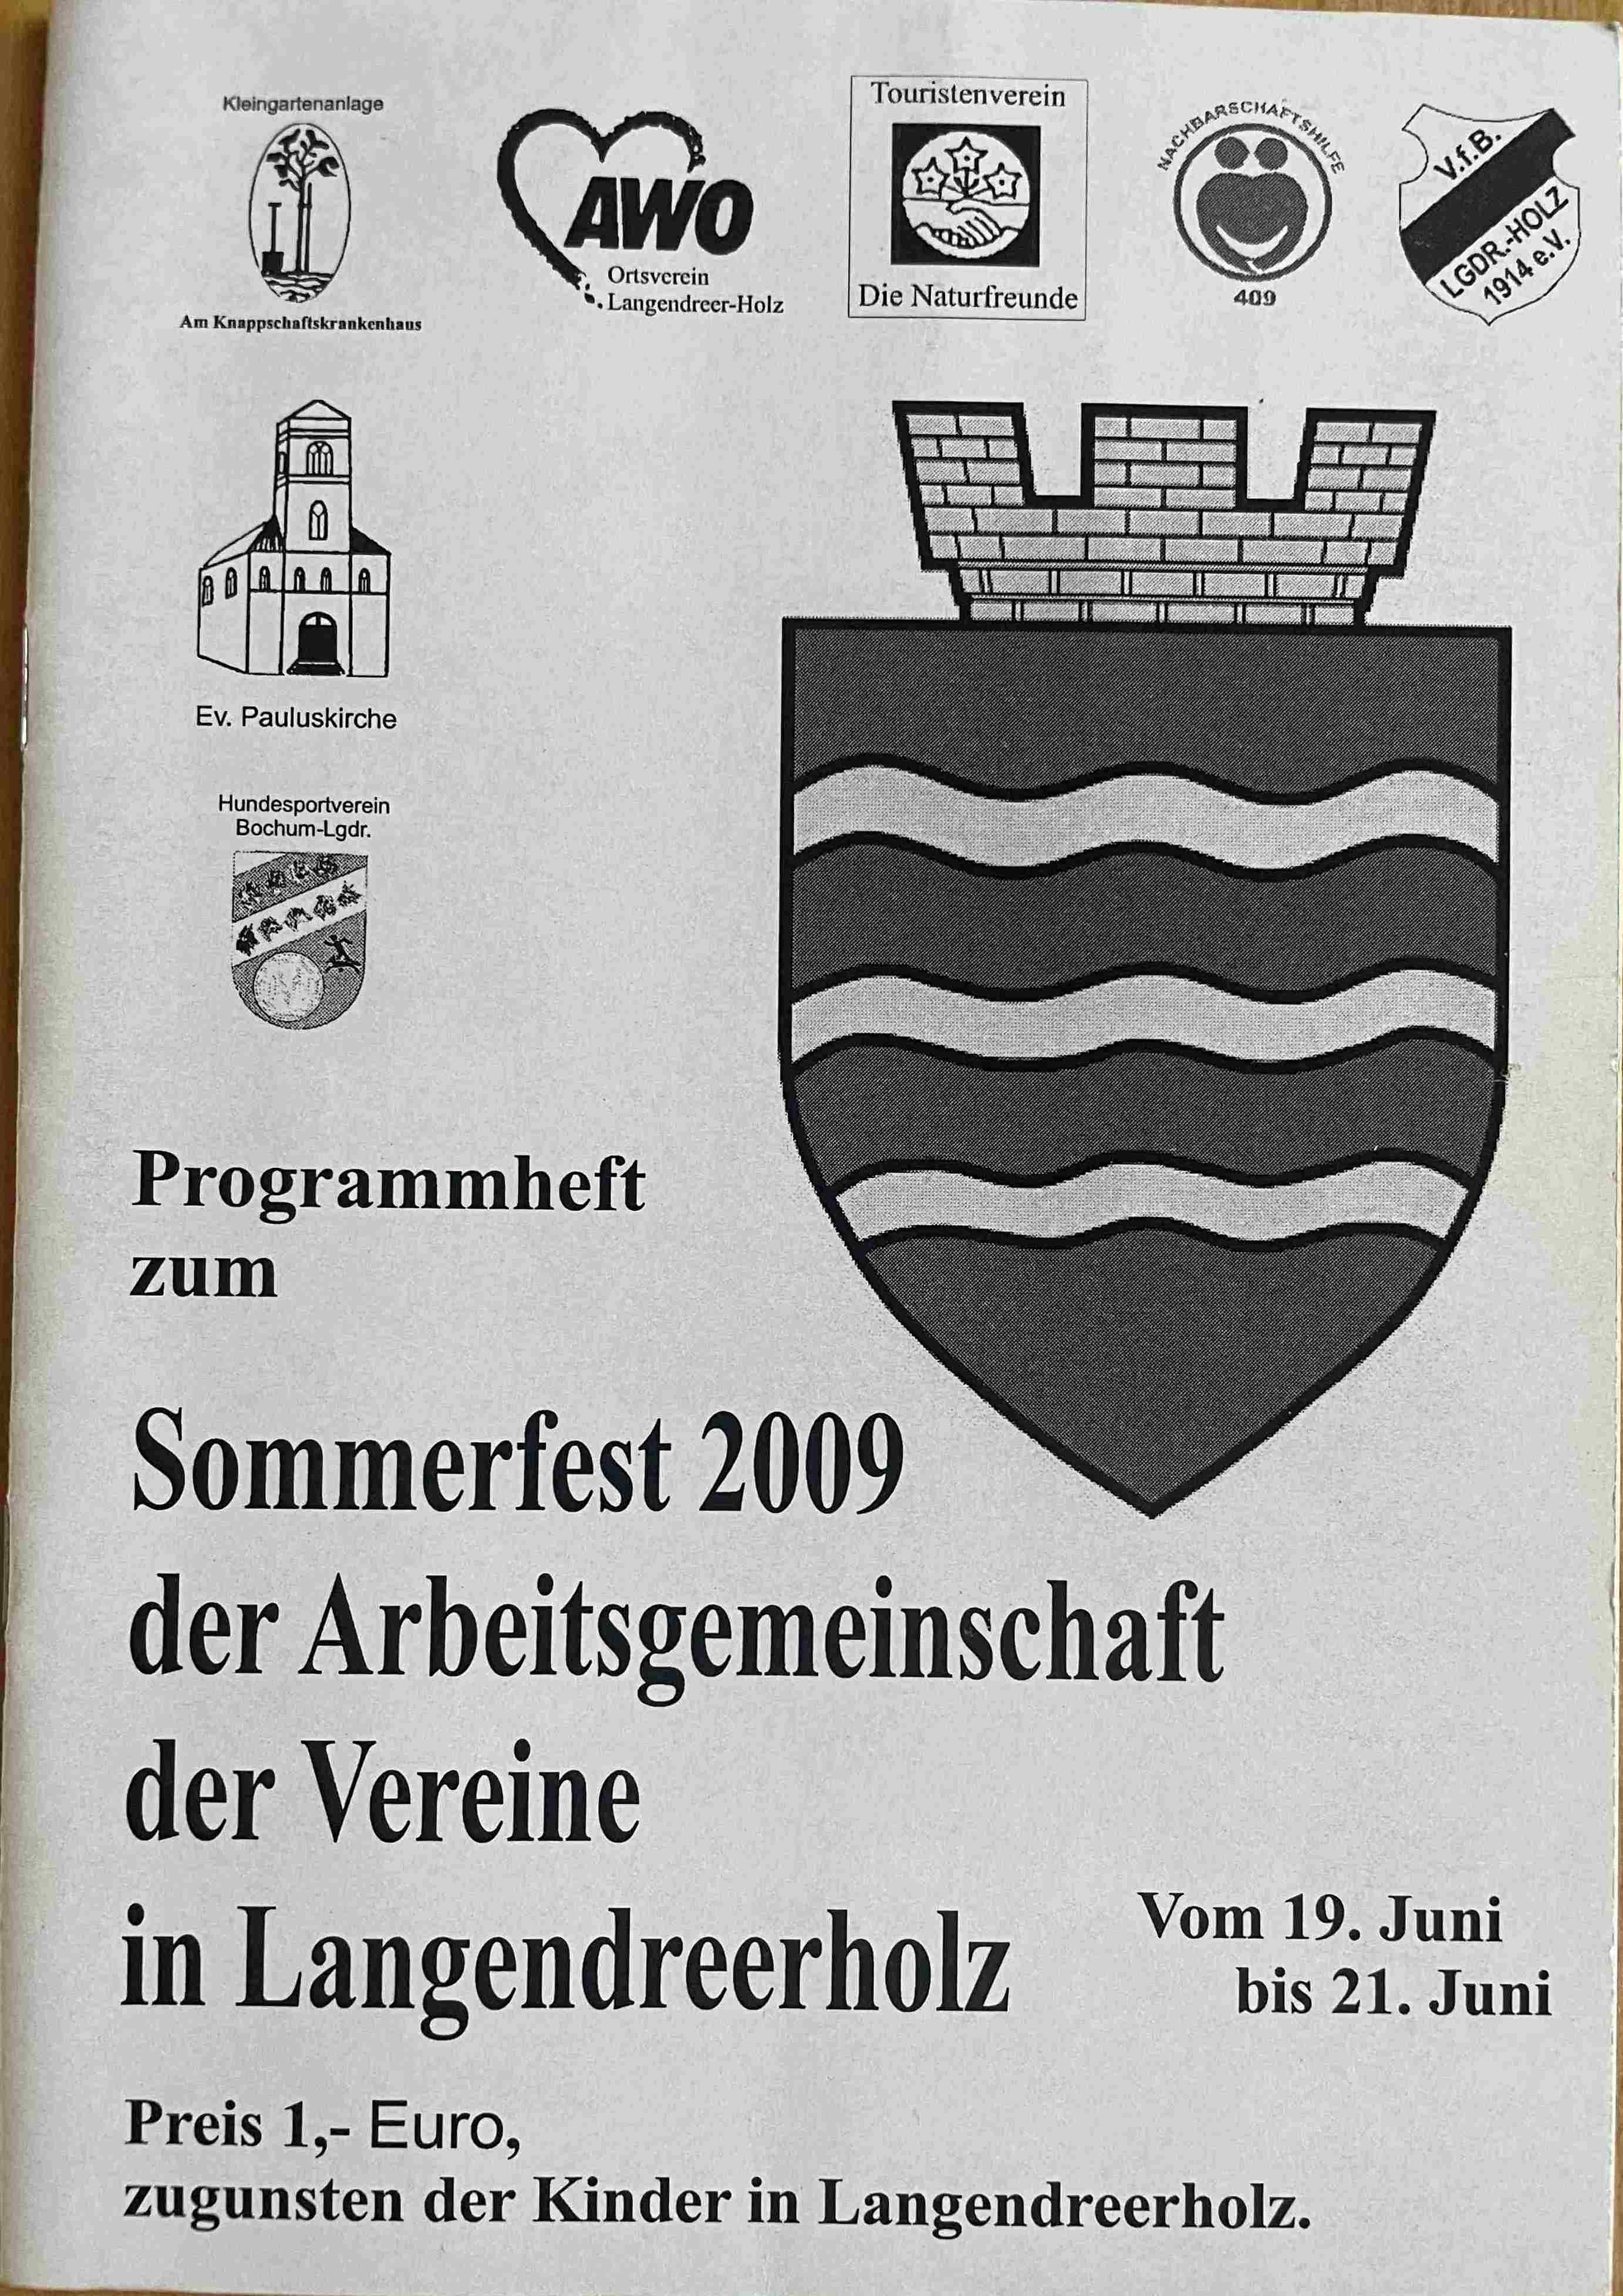 Kleingartenanlage
Am Knappschaftskrankenhaus
AWO
Ortsverein
Langendreer-Holz
Touristenverein
Die Naturfreunde
NACHBARSCHAFTSHILFE
409
V.f.B.
LGDR.-HOLZ
1914 e.V.
Ev. Pauluskirche
Hundesportverein
Bochum-Lgdr.
Programmheft
zum
Sommerfest 2009
der Arbeitsgemeinschaft
der Vereine
in Langendreerholz
Vom 19. Juni
bis 21. Juni
Preis 1,- Euro,
zugunsten der Kinder in Langendreerholz.